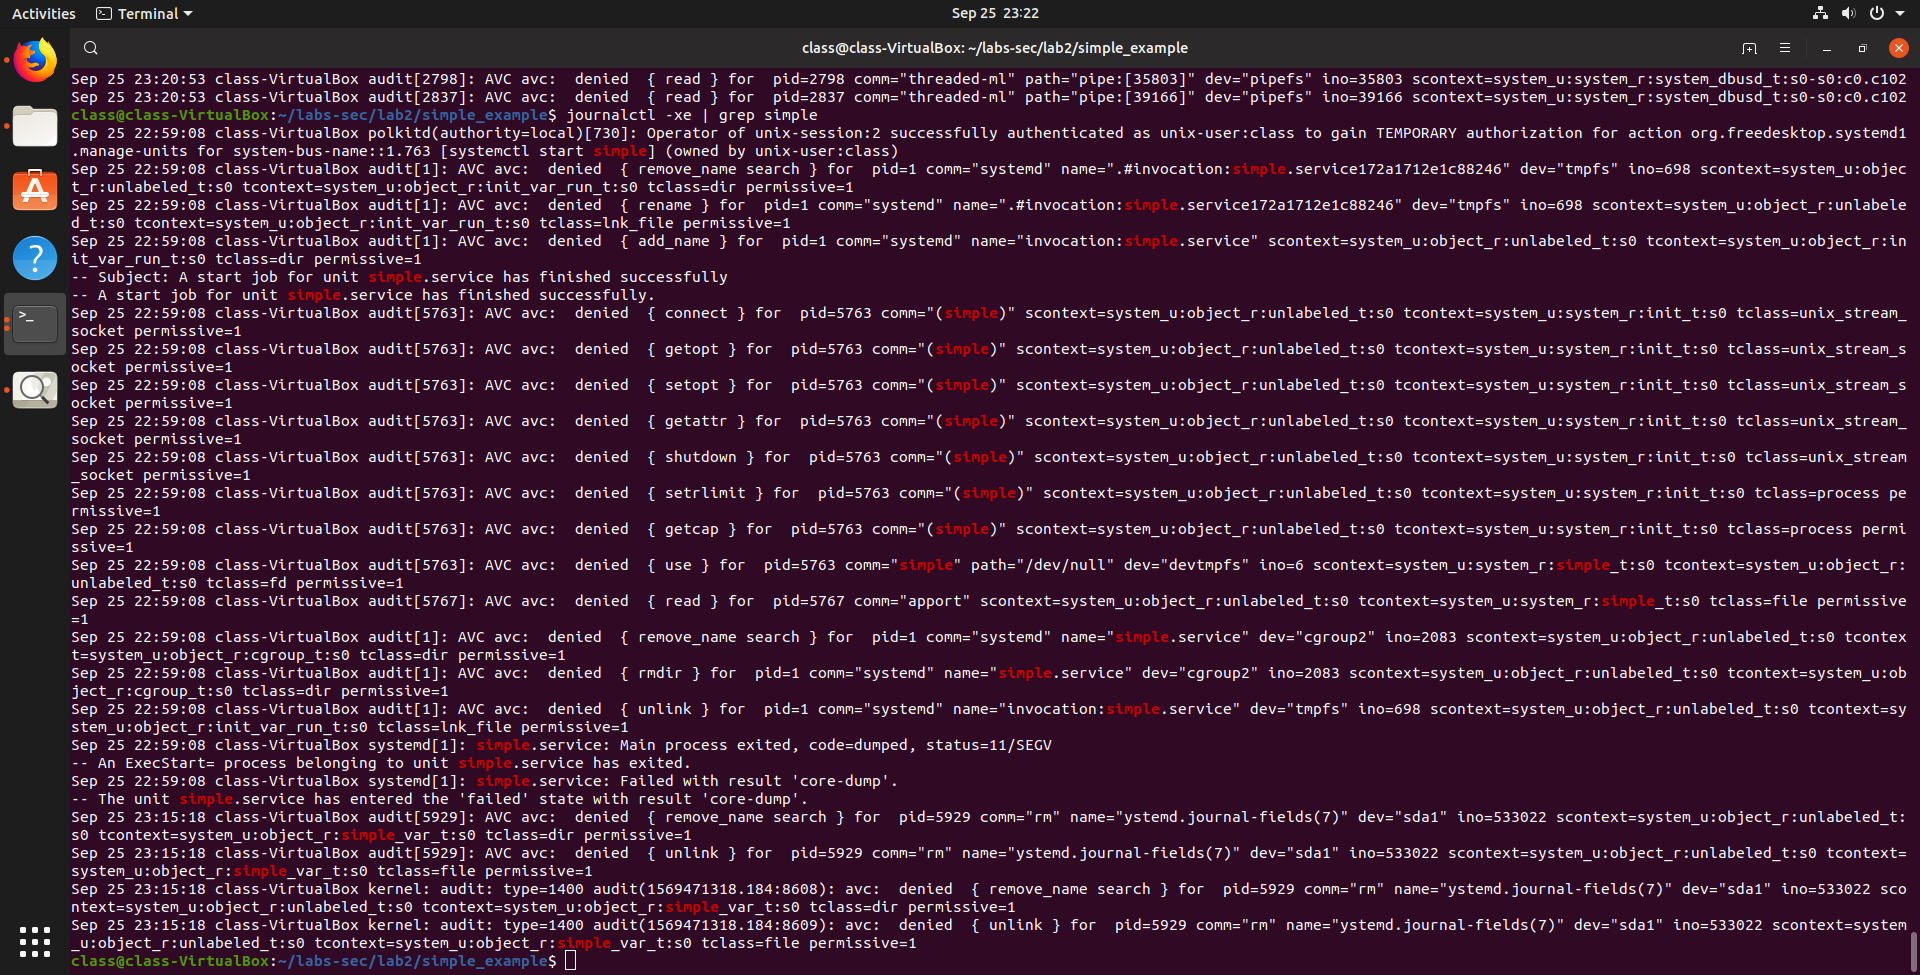 Activities Terminal Sep 25 23:22
class@class-VirtualBox: ~/labs-sec/lab2/simple_example
Sep 25 23:20:53 class-VirtualBox audit[2798]: AVC avc:  denied  { read } for  pid=2798 comm="threaded-ml" path="pipe:[35803]" dev="pipefs" ino=35803 scontext=system_u:system_r:system_dbusd_t:s0-s0:c0.c102
Sep 25 23:20:53 class-VirtualBox audit[2837]: AVC avc:  denied  { read } for  pid=2837 comm="threaded-ml" path="pipe:[39166]" dev="pipefs" ino=39166 scontext=system_u:system_r:system_dbusd_t:s0-s0:c0.c102
class@class-VirtualBox:~/labs-sec/lab2/simple_example$ journalctl -xe | grep simple
Sep 25 22:59:08 class-VirtualBox polkitd(authority=local)[730]: Operator of unix-session:2 successfully authenticated as unix-user:class to gain TEMPORARY authorization for action org.freedesktop.systemd1
.manage-units for system-bus-name::1.763 [systemctl start simple] (owned by unix-user:class)
Sep 25 22:59:08 class-VirtualBox audit[1]: AVC avc:  denied  { remove_name search } for  pid=1 comm="systemd" name=".#invocation:simple.service172a1712e1c88246" dev="tmpfs" ino=698 scontext=system_u:objec
t_r:unlabeled_t:s0 tcontext=system_u:object_r:init_var_run_t:s0 tclass=dir permissive=1
Sep 25 22:59:08 class-VirtualBox audit[1]: AVC avc:  denied  { rename } for  pid=1 comm="systemd" name=".#invocation:simple.service172a1712e1c88246" dev="tmpfs" ino=698 scontext=system_u:object_r:unlabele
d_t:s0 tcontext=system_u:object_r:init_var_run_t:s0 tclass=lnk_file permissive=1
Sep 25 22:59:08 class-VirtualBox audit[1]: AVC avc:  denied  { add_name } for  pid=1 comm="systemd" name="invocation:simple.service" scontext=system_u:object_r:unlabeled_t:s0 tcontext=system_u:object_r:in
it_var_run_t:s0 tclass=dir permissive=1
-- Subject: A start job for unit simple.service has finished successfully
-- A start job for unit simple.service has finished successfully.
Sep 25 22:59:08 class-VirtualBox audit[5763]: AVC avc:  denied  { connect } for  pid=5763 comm="(simple)" scontext=system_u:object_r:unlabeled_t:s0 tcontext=system_u:system_r:init_t:s0 tclass=unix_stream_
socket permissive=1
Sep 25 22:59:08 class-VirtualBox audit[5763]: AVC avc:  denied  { getopt } for  pid=5763 comm="(simple)" scontext=system_u:object_r:unlabeled_t:s0 tcontext=system_u:system_r:init_t:s0 tclass=unix_stream_s
ocket permissive=1
Sep 25 22:59:08 class-VirtualBox audit[5763]: AVC avc:  denied  { setopt } for  pid=5763 comm="(simple)" scontext=system_u:object_r:unlabeled_t:s0 tcontext=system_u:system_r:init_t:s0 tclass=unix_stream_s
ocket permissive=1
Sep 25 22:59:08 class-VirtualBox audit[5763]: AVC avc:  denied  { getattr } for  pid=5763 comm="(simple)" scontext=system_u:object_r:unlabeled_t:s0 tcontext=system_u:system_r:init_t:s0 tclass=unix_stream_
socket permissive=1
Sep 25 22:59:08 class-VirtualBox audit[5763]: AVC avc:  denied  { shutdown } for  pid=5763 comm="(simple)" scontext=system_u:object_r:unlabeled_t:s0 tcontext=system_u:system_r:init_t:s0 tclass=unix_stream
_socket permissive=1
Sep 25 22:59:08 class-VirtualBox audit[5763]: AVC avc:  denied  { setrlimit } for  pid=5763 comm="(simple)" scontext=system_u:object_r:unlabeled_t:s0 tcontext=system_u:system_r:init_t:s0 tclass=process pe
rmissive=1
Sep 25 22:59:08 class-VirtualBox audit[5763]: AVC avc:  denied  { getcap } for  pid=5763 comm="(simple)" scontext=system_u:object_r:unlabeled_t:s0 tcontext=system_u:system_r:init_t:s0 tclass=process permi
ssive=1
Sep 25 22:59:08 class-VirtualBox audit[5763]: AVC avc:  denied  { use } for  pid=5763 comm="simple" path="/dev/null" dev="devtmpfs" ino=6 scontext=system_u:system_r:simple_t:s0 tcontext=system_u:object_r:
unlabeled_t:s0 tclass=fd permissive=1
Sep 25 22:59:08 class-VirtualBox audit[5767]: AVC avc:  denied  { read } for  pid=5767 comm="apport" scontext=system_u:object_r:unlabeled_t:s0 tcontext=system_u:system_r:simple_t:s0 tclass=file permissive
=1
Sep 25 22:59:08 class-VirtualBox audit[1]: AVC avc:  denied  { remove_name search } for  pid=1 comm="systemd" name="simple.service" dev="cgroup2" ino=2083 scontext=system_u:object_r:unlabeled_t:s0 tcontex
t=system_u:object_r:cgroup_t:s0 tclass=dir permissive=1
Sep 25 22:59:08 class-VirtualBox audit[1]: AVC avc:  denied  { rmdir } for  pid=1 comm="systemd" name="simple.service" dev="cgroup2" ino=2083 scontext=system_u:object_r:unlabeled_t:s0 tcontext=system_u:ob
ject_r:cgroup_t:s0 tclass=dir permissive=1
Sep 25 22:59:08 class-VirtualBox audit[1]: AVC avc:  denied  { unlink } for  pid=1 comm="systemd" name="invocation:simple.service" dev="tmpfs" ino=698 scontext=system_u:object_r:unlabeled_t:s0 tcontext=sy
stem_u:object_r:init_var_run_t:s0 tclass=lnk_file permissive=1
Sep 25 22:59:08 class-VirtualBox systemd[1]: simple.service: Main process exited, code=dumped, status=11/SEGV
-- An ExecStart= process belonging to unit simple.service has exited.
Sep 25 22:59:08 class-VirtualBox systemd[1]: simple.service: Failed with result 'core-dump'.
-- The unit simple.service has entered the 'failed' state with result 'core-dump'.
Sep 25 23:15:18 class-VirtualBox audit[5929]: AVC avc:  denied  { remove_name search } for  pid=5929 comm="rm" name="ystemd.journal-fields(7)" dev="sda1" ino=533022 scontext=system_u:object_r:unlabeled_t:
s0 tcontext=system_u:object_r:simple_var_t:s0 tclass=dir permissive=1
Sep 25 23:15:18 class-VirtualBox audit[5929]: AVC avc:  denied  { unlink } for  pid=5929 comm="rm" name="ystemd.journal-fields(7)" dev="sda1" ino=533022 scontext=system_u:object_r:unlabeled_t:s0 tcontext=
system_u:object_r:simple_var_t:s0 tclass=file permissive=1
Sep 25 23:15:18 class-VirtualBox kernel: audit: type=1400 audit(1569471318.184:8608): avc:  denied  { remove_name search } for  pid=5929 comm="rm" name="ystemd.journal-fields(7)" dev="sda1" ino=533022 sco
ntext=system_u:object_r:unlabeled_t:s0 tcontext=system_u:object_r:simple_var_t:s0 tclass=dir permissive=1
Sep 25 23:15:18 class-VirtualBox kernel: audit: type=1400 audit(1569471318.184:8609): avc:  denied  { unlink } for  pid=5929 comm="rm" name="ystemd.journal-fields(7)" dev="sda1" ino=533022 scontext=system
_u:object_r:unlabeled_t:s0 tcontext=system_u:object_r:simple_var_t:s0 tclass=file permissive=1
class@class-VirtualBox:~/labs-sec/lab2/simple_example$